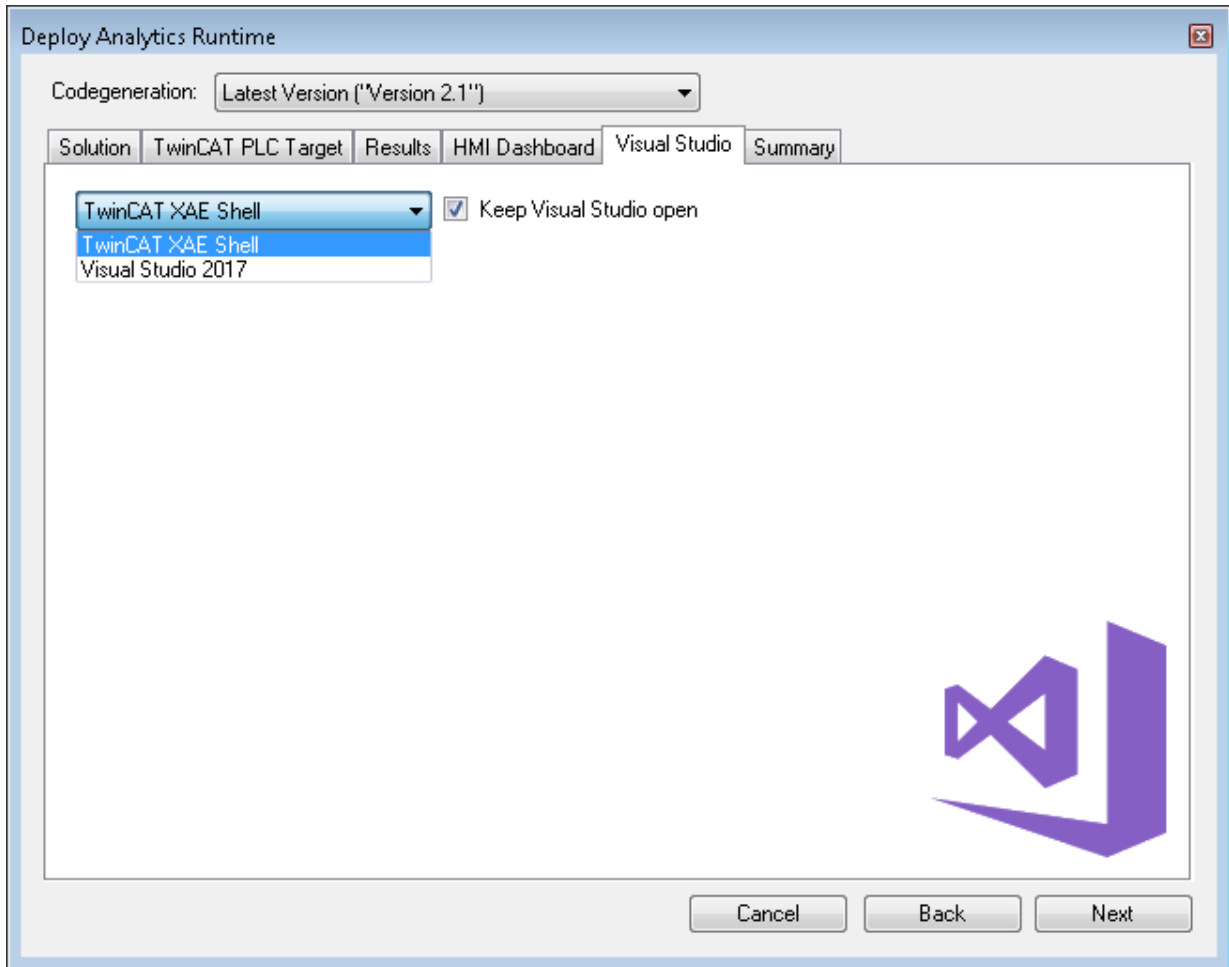 Deploy Analytics Runtime
Codegeneration: Latest Version ("Version 2.1")
Solution TwinCAT PLC Target Results HMI Dashboard Visual Studio Summary
TwinCAT XAE Shell Keep Visual Studio open
TwinCAT XAE Shell
Visual Studio 2017
Cancel Back Next